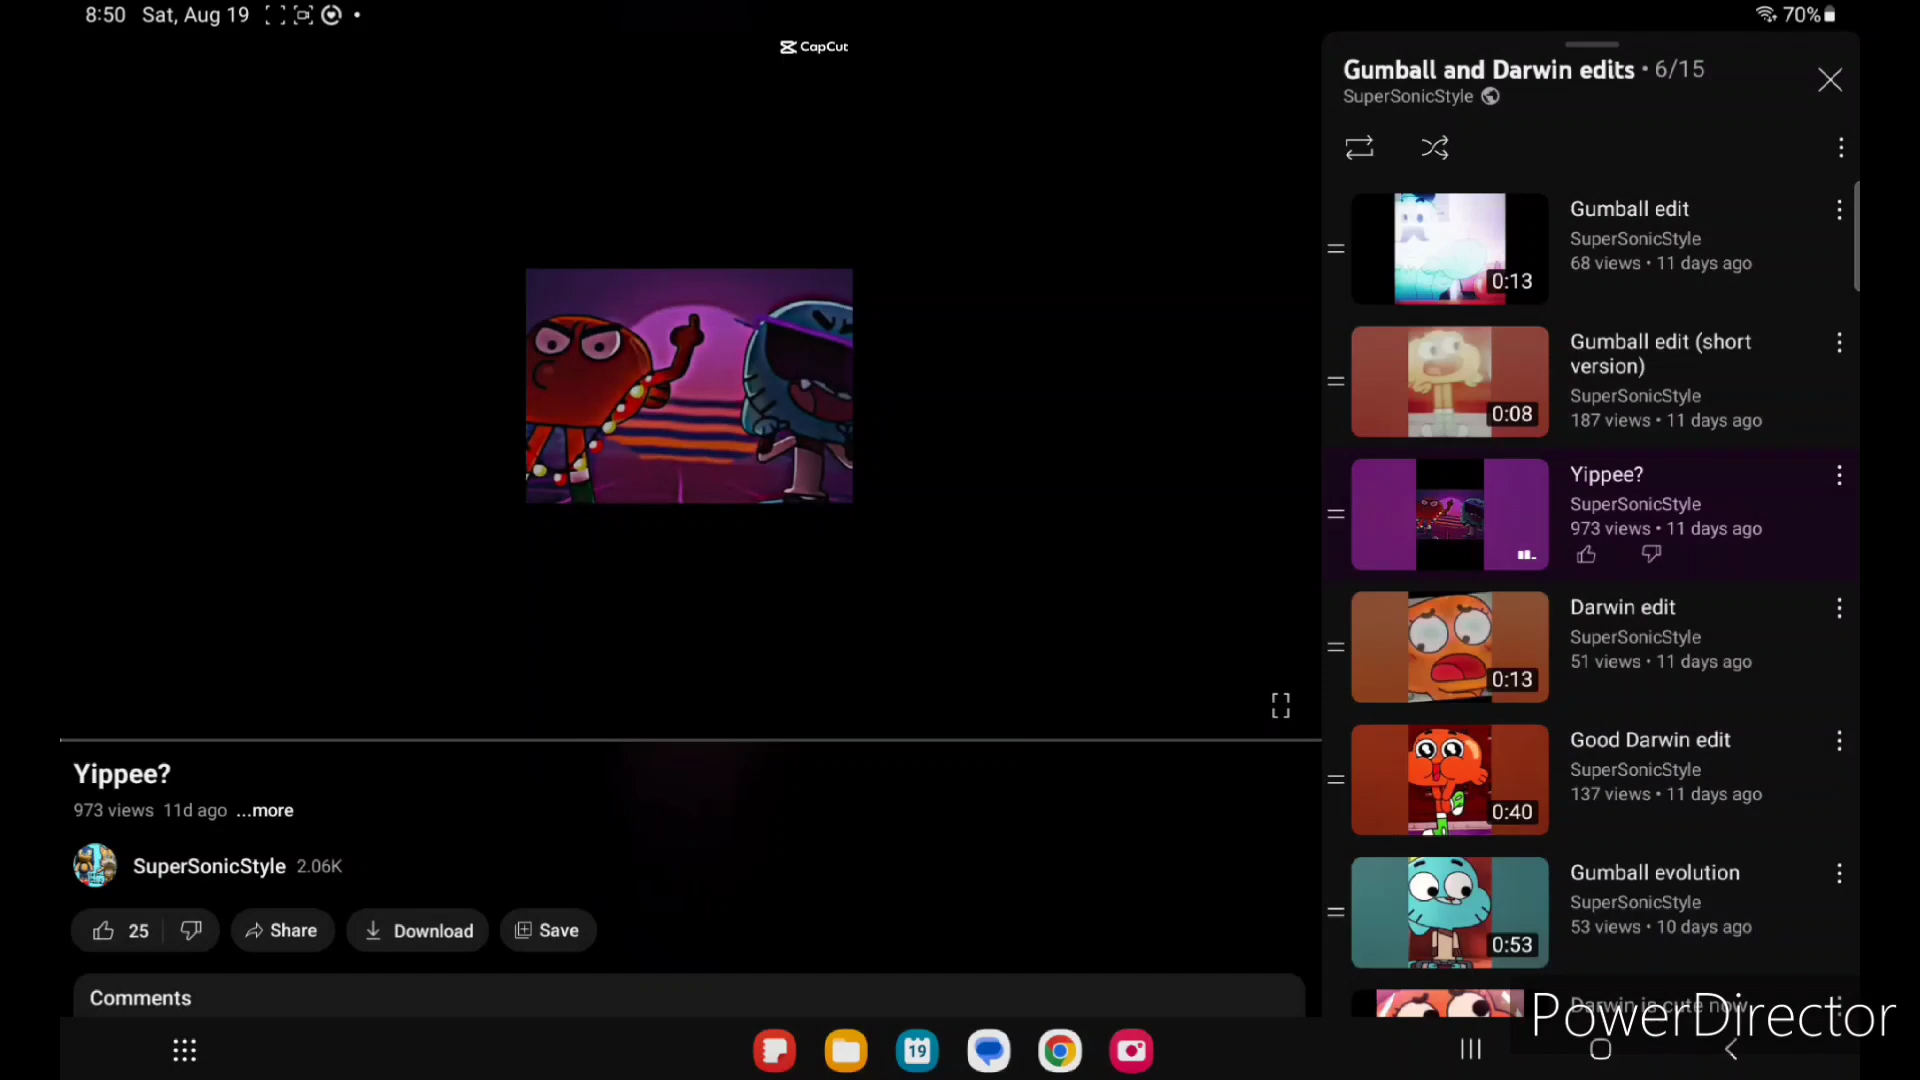 8:50 Sat, Aug 19
70%
CapCut
Gumball and Darwin edits • 6/15
SuperSonicStyle
Gumball edit
SuperSonicStyle
68 views • 11 days ago
0:13
Gumball edit (short
version)
SuperSonicStyle
187 views • 11 days ago
0:08
Yippee?
SuperSonicStyle
973 views • 11 days ago
Darwin edit
SuperSonicStyle
51 views • 11 days ago
0:13
Good Darwin edit
SuperSonicStyle
137 views • 11 days ago
0:40
Gumball evolution
SuperSonicStyle
53 views • 10 days ago
0:53
Darwin is cute now
PowerDirector
Yippee?
973 views 11d ago ...more
SuperSonicStyle 2.06K
25
Share
Download
Save
Comments
19